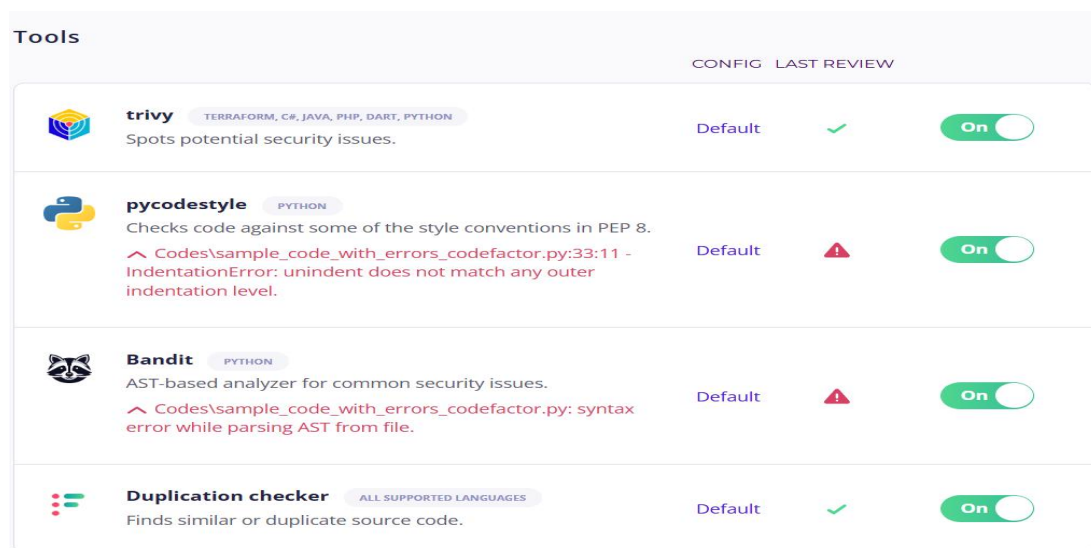 Tools
CONFIG LAST REVIEW
trivy TERRAFORM, C#, JAVA, PHP, DART, PYTHON
Spots potential security issues.
Default
On
pycodestyle PYTHON
Checks code against some of the style conventions in PEP 8.
Codes\sample_code_with_errors_codefactor.py:33:11 -
IndentationError: unindent does not match any outer
indentation level.
Default
On
Bandit PYTHON
AST-based analyzer for common security issues.
Codes\sample_code_with_errors_codefactor.py: syntax
error while parsing AST from file.
Default
On
Duplication checker ALL SUPPORTED LANGUAGES
Finds similar or duplicate source code.
Default
On